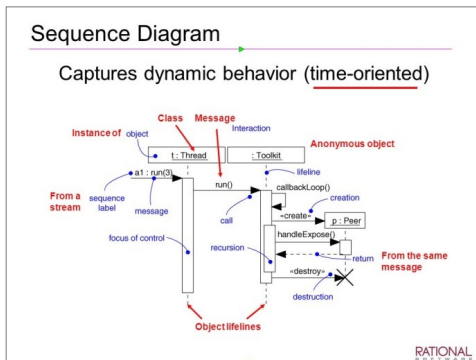 Sequence Diagram
Captures dynamic behavior (time-oriented)
Class Message
Interaction
Instance of object
Anonymous object
t : Thread
: Toolkit
lifeline
a1 : run(3)
run()
callbackLoop()
From a
stream
sequence
label
message
call
creation
«create»
p : Peer
handleExpose()
focus of control
recursion
return
From the same
message
«destroy»
destruction
Object lifelines
RATIONAL
SOFTWARE